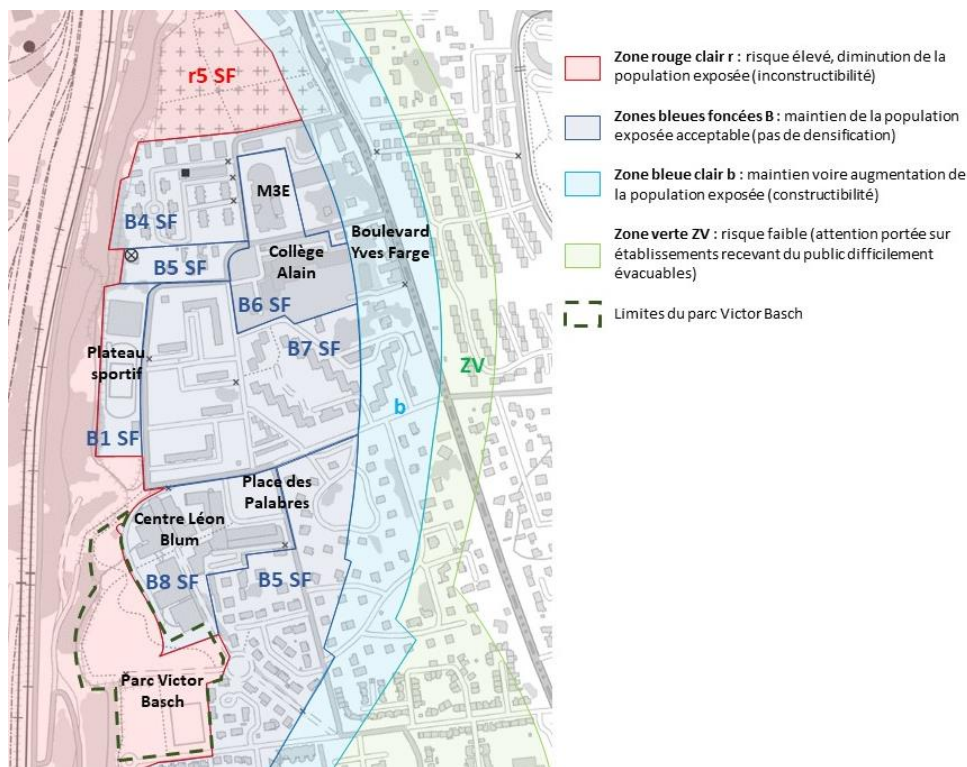 r5 SF
M3E
B4 SF
Collège
Alain
Boulevard
Yves Farge
B5 SF
B6 SF
B7 SF
Plateau
sportif
ZV
b
B1 SF
Place des
Palabres
Centre Léon
Blum
B8 SF
B5 SF
Parc Victor
Basch
Zone rouge clair r : risque élevé, diminution de la
population exposée (inconstructibilité)
Zones bleues foncées B : maintien de la population
exposée acceptable (pas de densification)
Zone bleue clair b : maintien voire augmentation de
la population exposée (constructibilité)
Zone verte ZV : risque faible (attention portée sur
établissements recevant du public difficilement
évacuables)
Limites du parc Victor Basch